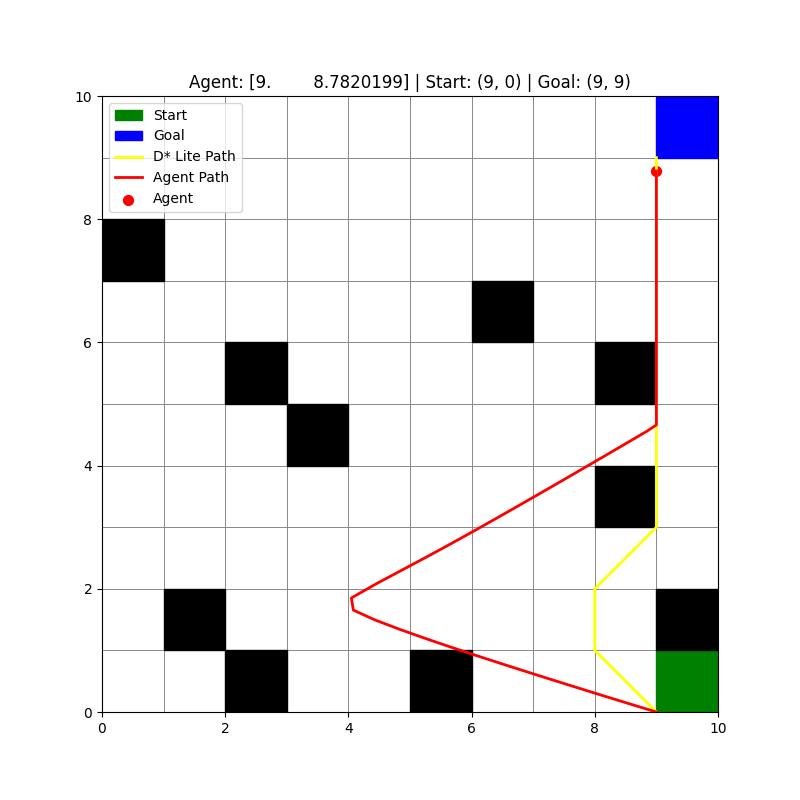 Agent: [9.        8.7820199] | Start: (9, 0) | Goal: (9, 9)
Start
Goal
D* Lite Path
Agent Path
Agent
10
8
6
4
2
0
0 2 4 6 8 10